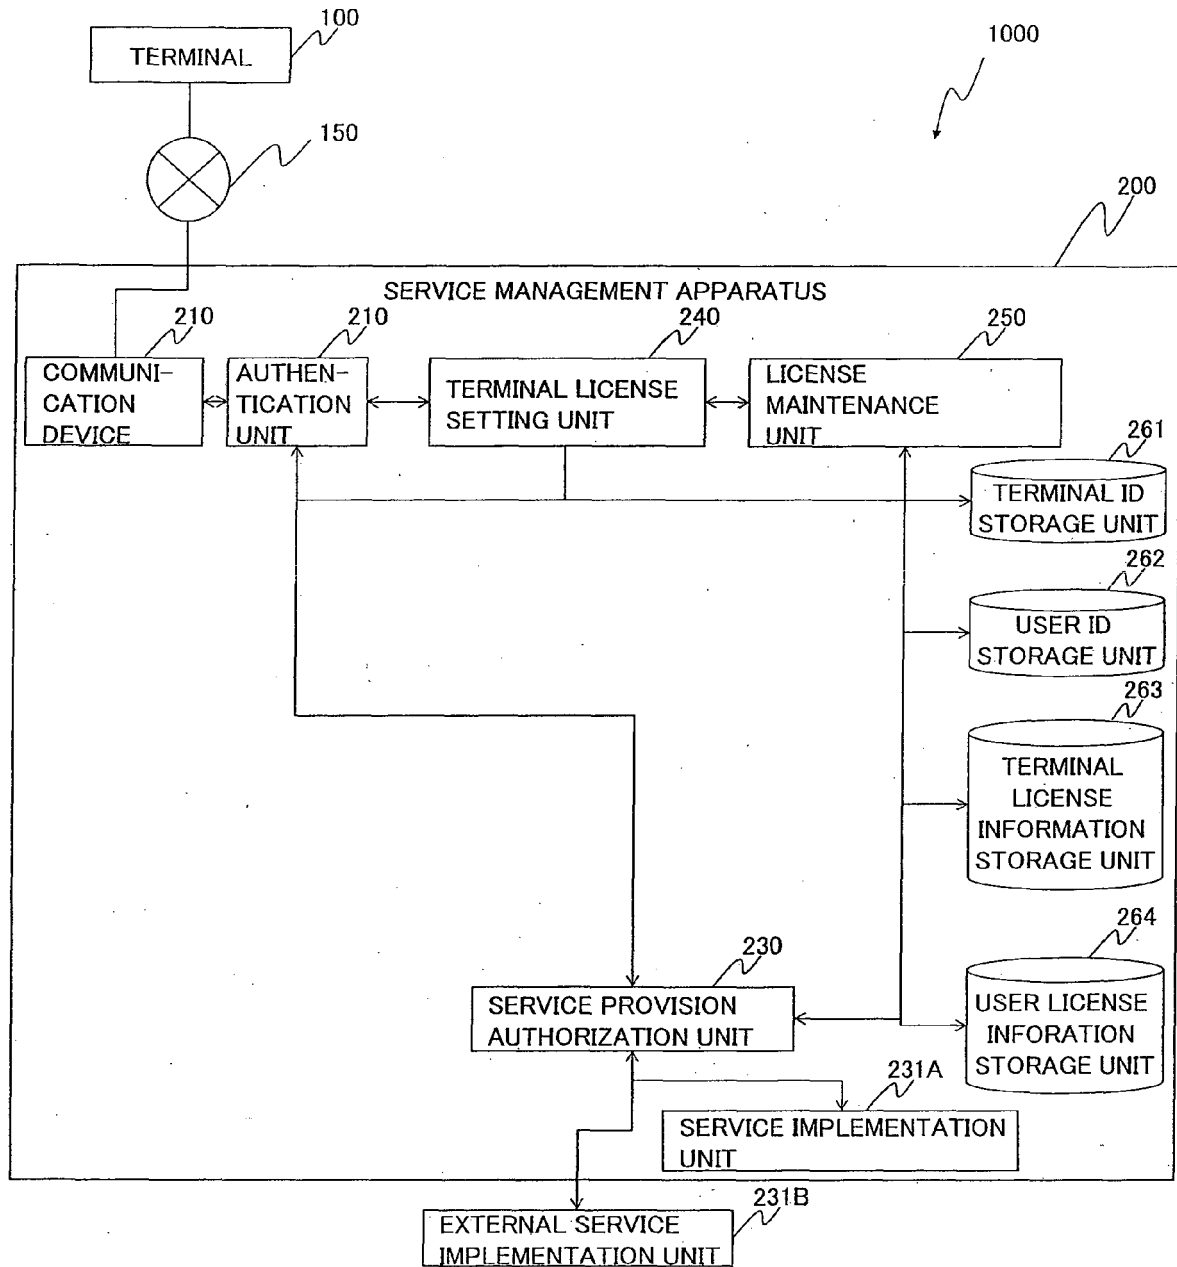 100
TERMINAL
1000
150
200
SERVICE MANAGEMENT APPARATUS
210
210
240
250
COMMUNI-
CATION
DEVICE
AUTHEN-
TICATION
UNIT
TERMINAL LICENSE
SETTING UNIT
LICENSE
MAINTENANCE
UNIT
261
TERMINAL ID
STORAGE UNIT
262
USER ID
STORAGE UNIT
263
TERMINAL
LICENSE
INFORMATION
STORAGE UNIT
264
USER LICENSE
INFORATION
STORAGE UNIT
230
SERVICE PROVISION
AUTHORIZATION UNIT
231A
SERVICE IMPLEMENTATION
UNIT
231B
EXTERNAL SERVICE
IMPLEMENTATION UNIT